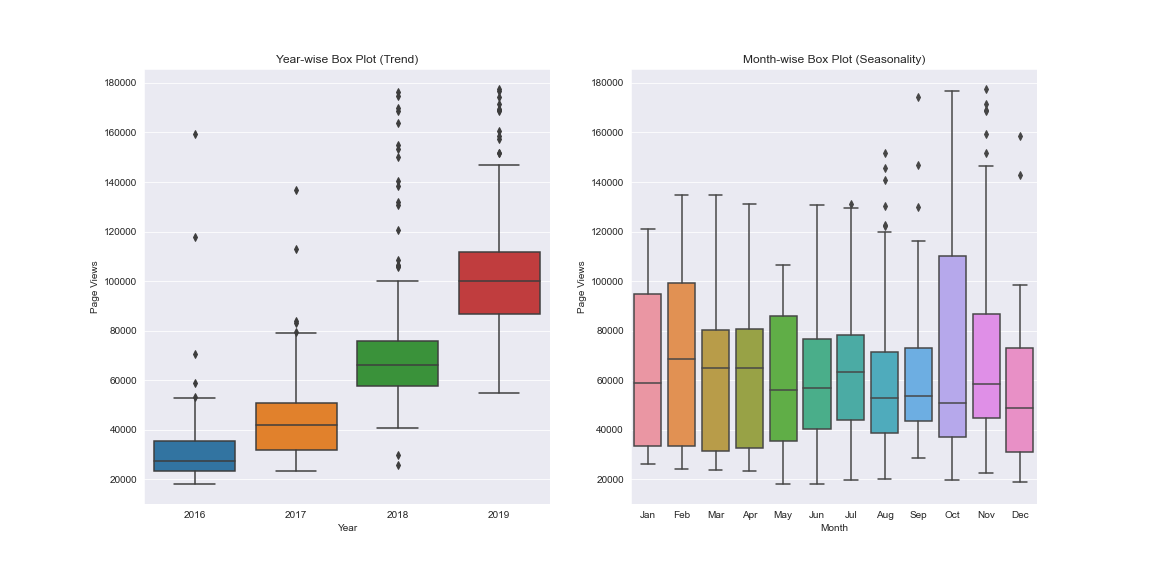 Year-wise Box Plot (Trend)
180000
160000
140000
120000
100000
80000
60000
40000
20000
Page Views
2016 2017 2018 2019
Year
Month-wise Box Plot (Seasonality)
180000
160000
140000
120000
100000
80000
60000
40000
20000
Page Views
Jan Feb Mar Apr May Jun Jul Aug Sep Oct Nov Dec
Month